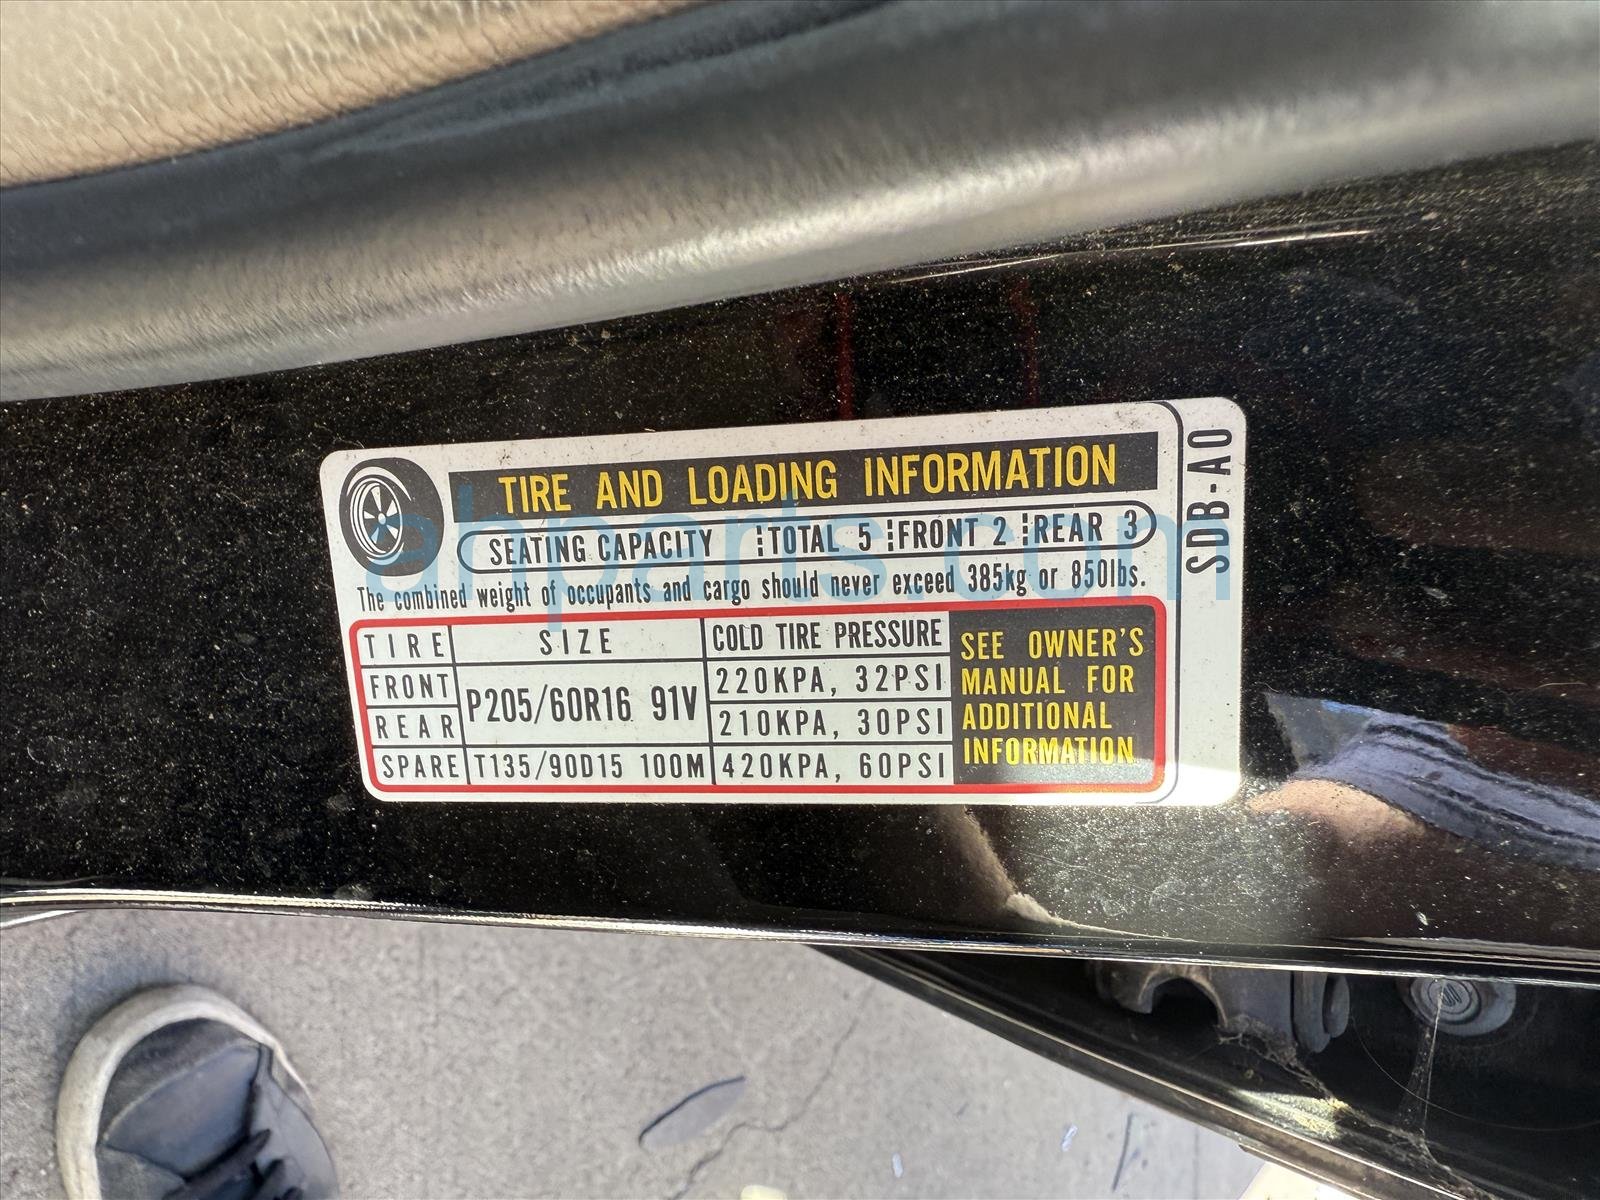 TIRE AND LOADING INFORMATION
SEATING CAPACITY TOTAL 5 FRONT 2 REAR 3
The combined weight of occupants and cargo should never exceed 385kg or 850lbs.
TIRE SIZE COLD TIRE PRESSURE
FRONT P205/60R16 91V 220KPA, 32PSI
REAR 210KPA, 30PSI
SPARE T135/90D15 100M 420KPA, 60PSI
SEE OWNER'S
MANUAL FOR
ADDITIONAL
INFORMATION
SDB-A0
ahparts.com